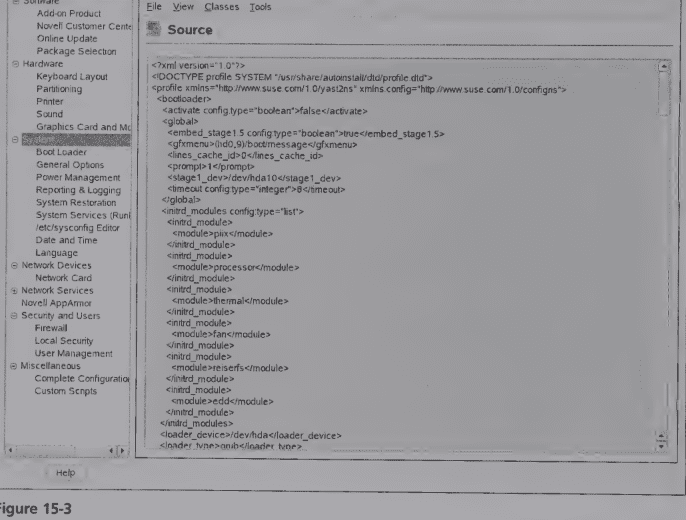 Software
Add-on Product
Novell Customer Cente
Online Update
Package Selection
Hardware
Keyboard Layout
Partitioning
Printer
Sound
Graphics Card and Mo
Boot Loader
General Options
Power Management
Reporting & Logging
System Restoration
System Services (Runl
/etc/sysconfig Editor
Date and Time
Language
Network Devices
Network Card
Network Services
Novell AppArmor
Security and Users
Firewall
Local Security
User Management
Miscellaneous
Complete Configuration
Custom Scripts
Help
File View Classes Tools
Source
<?xml version="1.0"?>
<!DOCTYPE profile SYSTEM "/usr/share/autoinstall/dtd/profile.dtd">
<profile xmlns="http://www.suse.com/1.0/yast2ns" xmlns:config="http://www.suse.com/1.0/configns">
<bootloader>
<activate config:type="boolean">false</activate>
<global>
<embed_stage1.5 config:type="boolean">true</embed_stage1.5>
<gfxmenu>(hd0,9)/boot/message</gfxmenu>
<lines_cache_id>0</lines_cache_id>
<prompt>1</prompt>
<stage1_dev>/dev/hda10</stage1_dev>
<timeout config:type="integer">8</timeout>
</global>
<initrd_modules config:type="list">
<initrd_module>
<module>piix</module>
</initrd_module>
<initrd_module>
<module>processor</module>
</initrd_module>
<initrd_module>
<module>thermal</module>
</initrd_module>
<initrd_module>
<module>fan</module>
</initrd_module>
<initrd_module>
<module>reiserfs</module>
</initrd_module>
<initrd_module>
<module>edd</module>
</initrd_module>
</initrd_modules>
<loader_device>/dev/hda</loader_device>
<loader_type>grub</loader_type>
igure 15-3